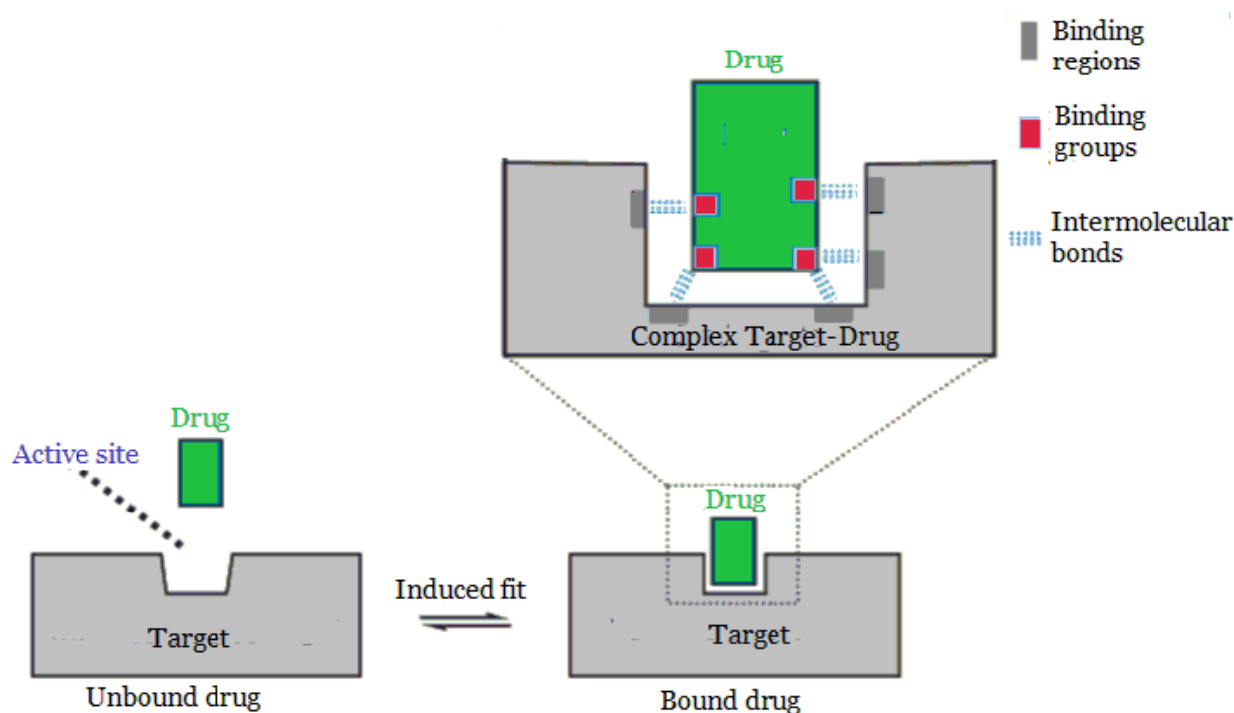 Drug
Binding
regions
Binding
groups
Intermolecular
bonds
Complex Target-Drug
Drug
Active site
Drug
Induced fit
Target
Target
Unbound drug
Bound drug